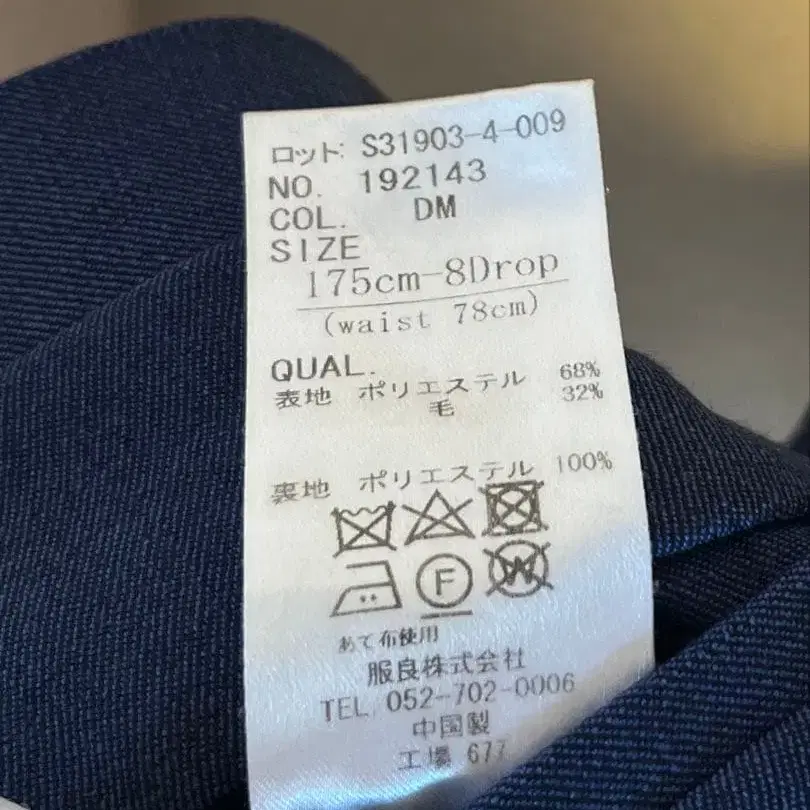 ロット: S31903-4-009
NO. 192143
COL. DM
SIZE
175cm-8Drop
(waist 78cm)
QUAL.
表地 ポリエステル 68%
毛 32%
裏地 ポリエステル 100%
F
W
あて布使用
服良株式会社
TEL 052-702-0006
中国製
工場 677